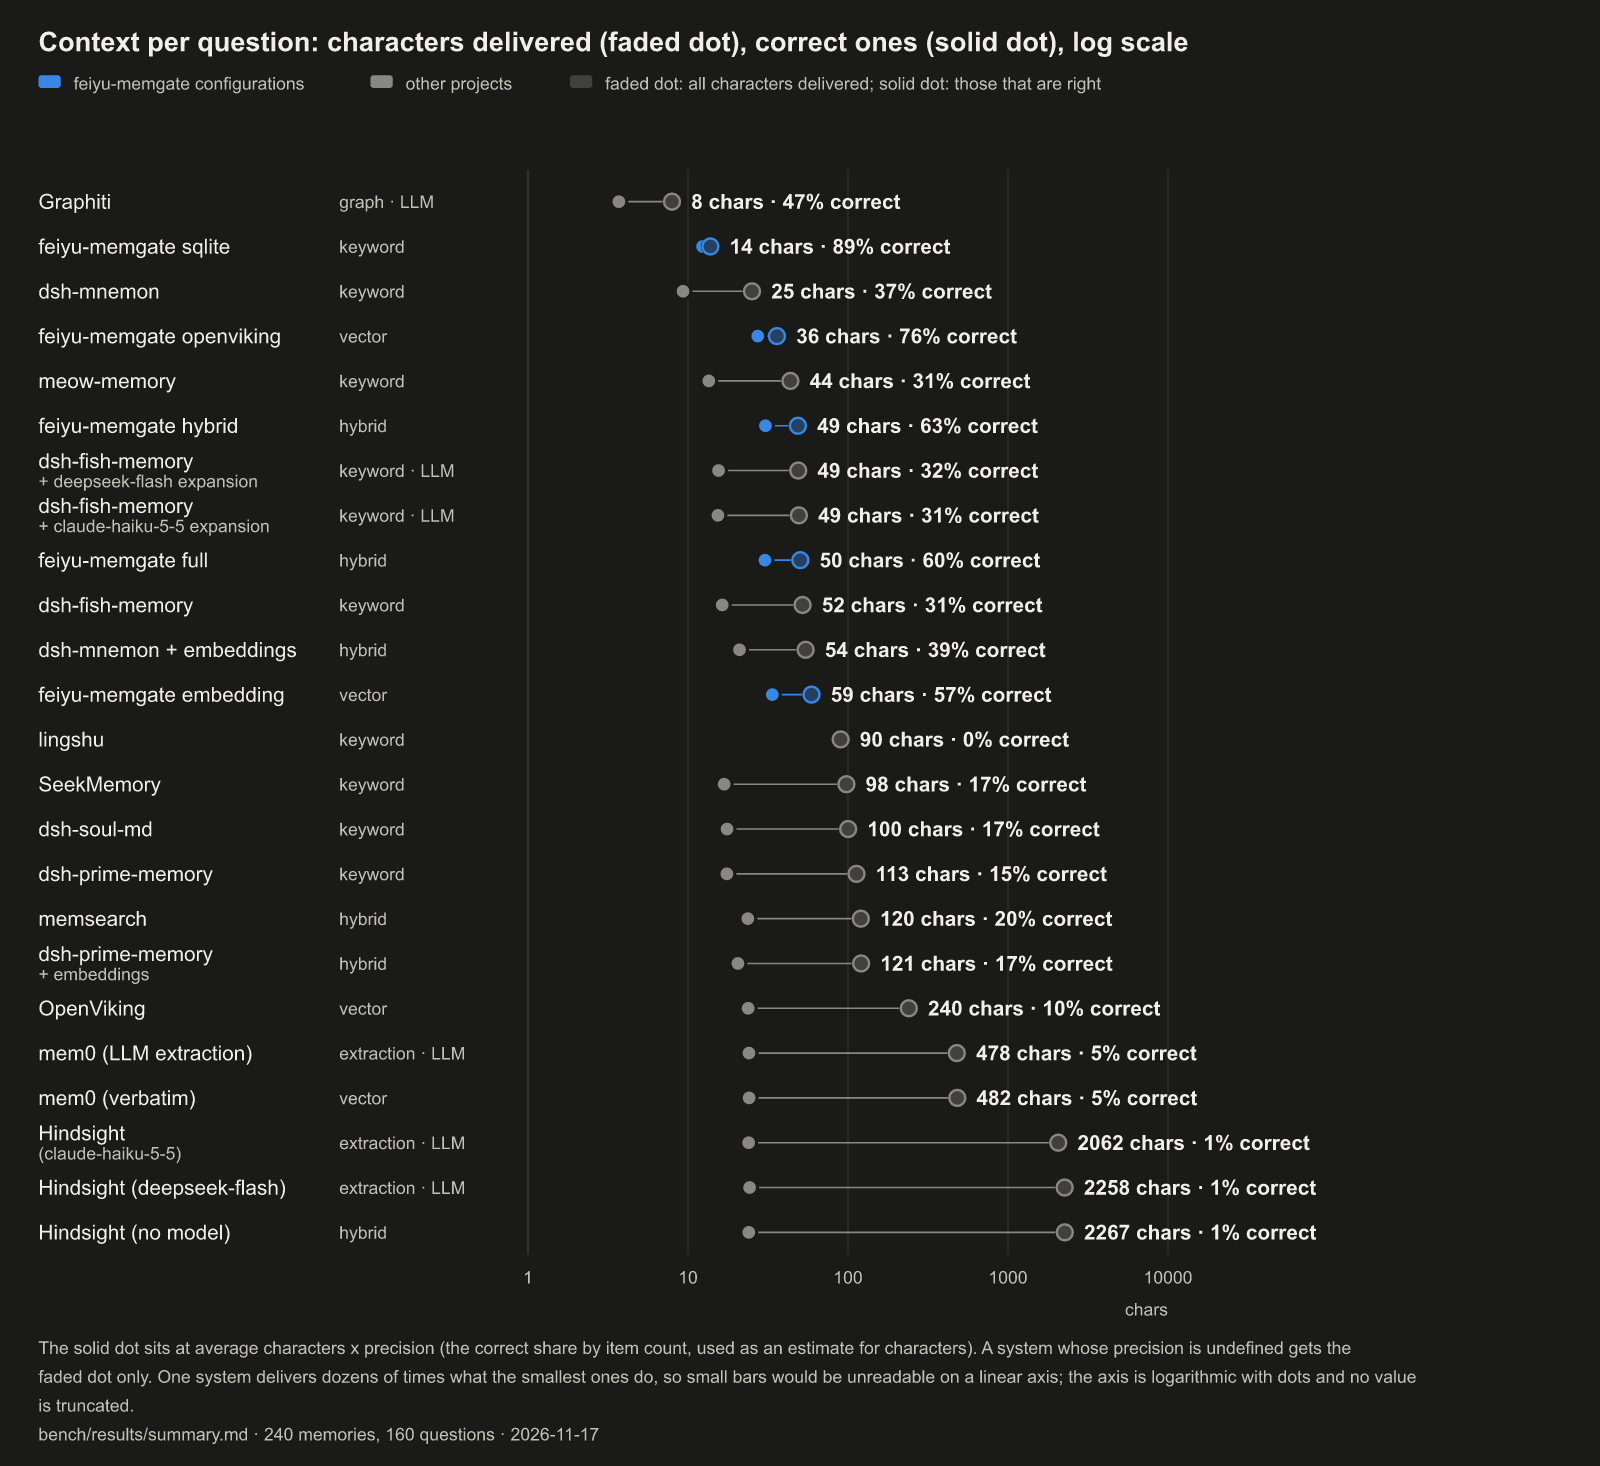 Context per question: characters delivered (faded dot), correct ones (solid dot), log scale
feiyu-memgate configurations other projects faded dot: all characters delivered; solid dot: those that are right
Graphiti graph · LLM 8 chars · 47% correct
feiyu-memgate sqlite keyword 14 chars · 89% correct
dsh-mnemon keyword 25 chars · 37% correct
feiyu-memgate openviking vector 36 chars · 76% correct
meow-memory keyword 44 chars · 31% correct
feiyu-memgate hybrid hybrid 49 chars · 63% correct
dsh-fish-memory keyword · LLM 49 chars · 32% correct
+ deepseek-flash expansion
dsh-fish-memory keyword · LLM 49 chars · 31% correct
+ claude-haiku-5-5 expansion
feiyu-memgate full hybrid 50 chars · 60% correct
dsh-fish-memory keyword 52 chars · 31% correct
dsh-mnemon + embeddings hybrid 54 chars · 39% correct
feiyu-memgate embedding vector 59 chars · 57% correct
lingshu keyword 90 chars · 0% correct
SeekMemory keyword 98 chars · 17% correct
dsh-soul-md keyword 100 chars · 17% correct
dsh-prime-memory keyword 113 chars · 15% correct
memsearch hybrid 120 chars · 20% correct
dsh-prime-memory hybrid 121 chars · 17% correct
+ embeddings
OpenViking vector 240 chars · 10% correct
mem0 (LLM extraction) extraction · LLM 478 chars · 5% correct
mem0 (verbatim) vector 482 chars · 5% correct
Hindsight extraction · LLM 2062 chars · 1% correct
(claude-haiku-5-5)
Hindsight (deepseek-flash) extraction · LLM 2258 chars · 1% correct
Hindsight (no model) hybrid 2267 chars · 1% correct
1 10 100 1000 10000
chars
The solid dot sits at average characters x precision (the correct share by item count, used as an estimate for characters). A system whose precision is undefined gets the
faded dot only. One system delivers dozens of times what the smallest ones do, so small bars would be unreadable on a linear axis; the axis is logarithmic with dots and no value
is truncated.
bench/results/summary.md · 240 memories, 160 questions · 2026-11-17